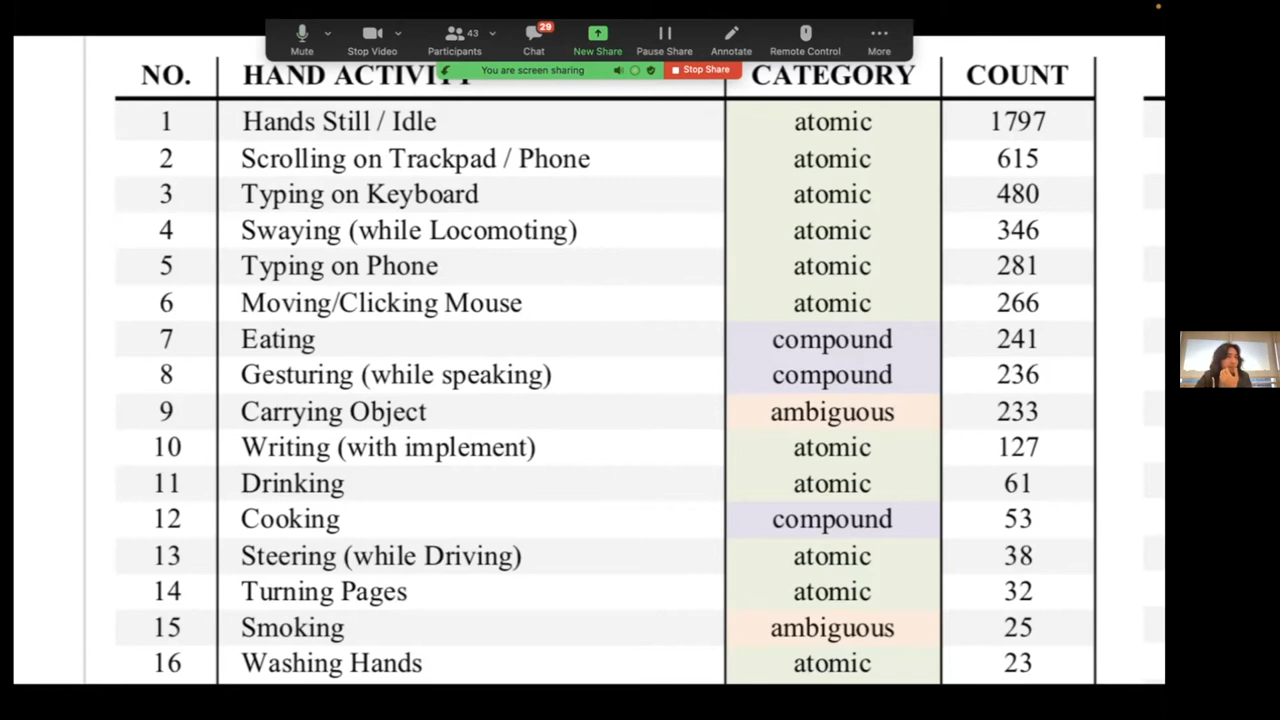 29
43
Mute Stop Video Participants Chat New Share Pause Share Annotate Remote Control More
You are screen sharing Stop Share
NO. HAND ACTIVITY CATEGORY COUNT
1 Hands Still / Idle atomic 1797
2 Scrolling on Trackpad / Phone atomic 615
3 Typing on Keyboard atomic 480
4 Swaying (while Locomoting) atomic 346
5 Typing on Phone atomic 281
6 Moving/Clicking Mouse atomic 266
7 Eating compound 241
8 Gesturing (while speaking) compound 236
9 Carrying Object ambiguous 233
10 Writing (with implement) atomic 127
11 Drinking atomic 61
12 Cooking compound 53
13 Steering (while Driving) atomic 38
14 Turning Pages atomic 32
15 Smoking ambiguous 25
16 Washing Hands atomic 23